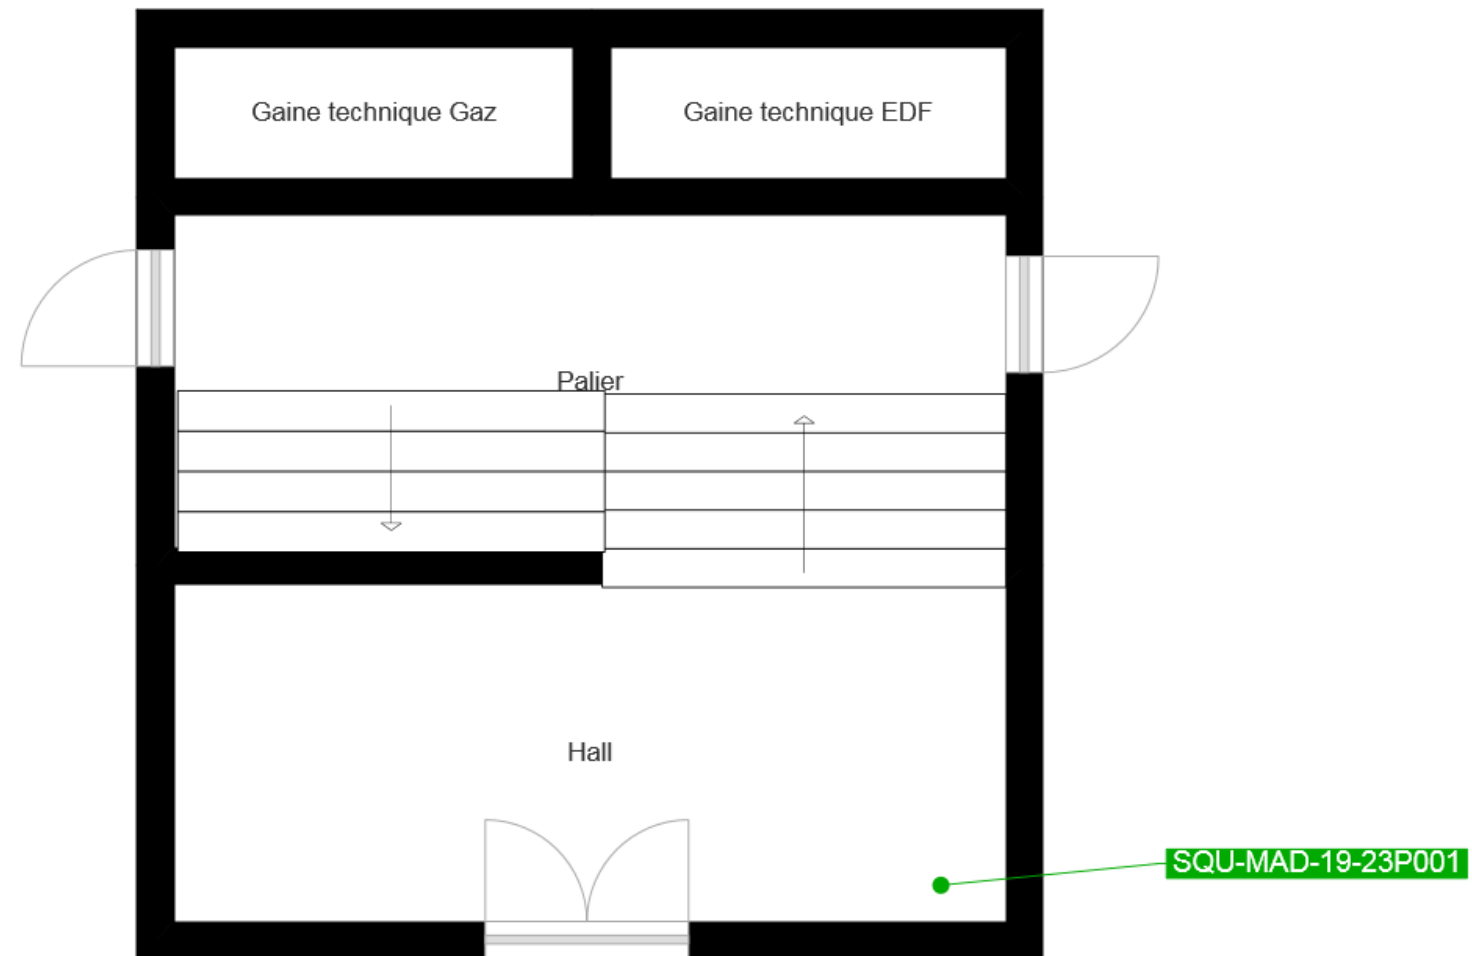 Gaine technique Gaz
Gaine technique EDF
Palier
Hall
SQU-MAD-19-23P001